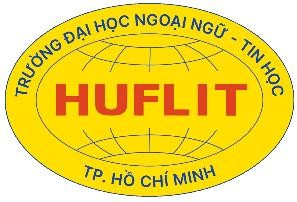 TRƯỜNG ĐẠI HỌC NGOẠI NGỮ - TIN HỌC
HUFLIT
TP. HỒ CHÍ MINH